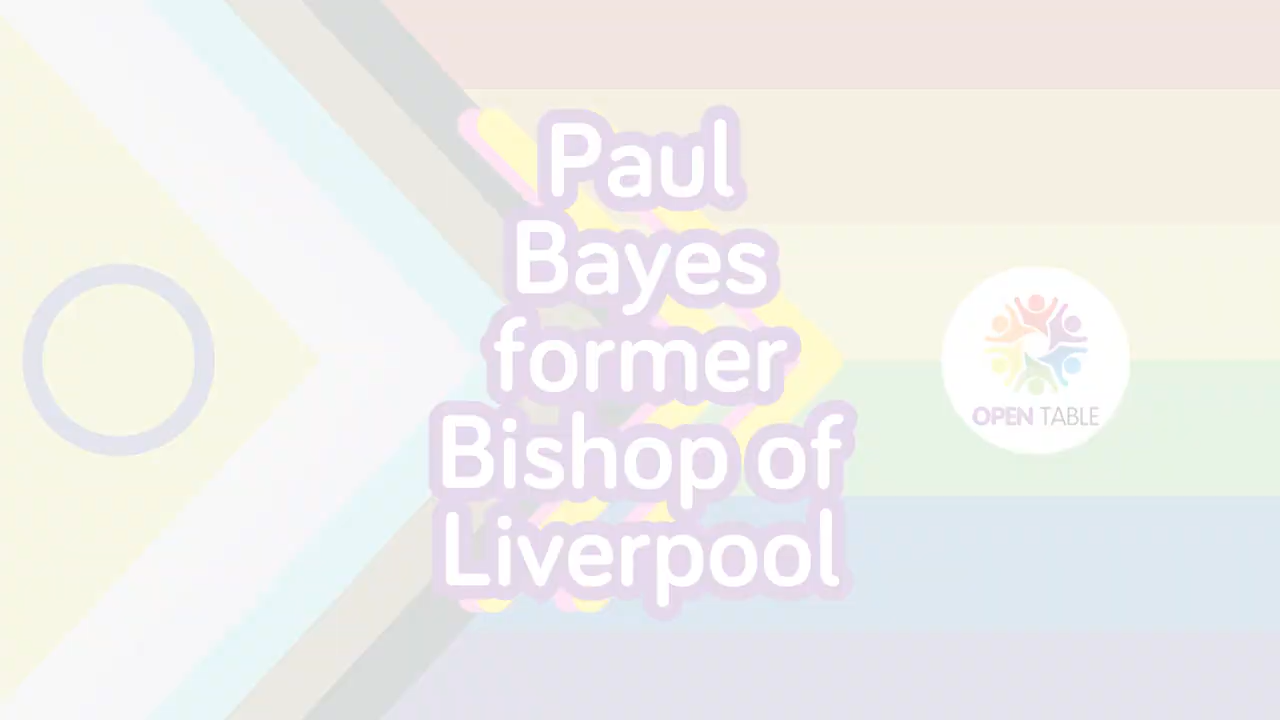 Paul
Bayes
former
Bishop of
Liverpool
OPEN TABLE